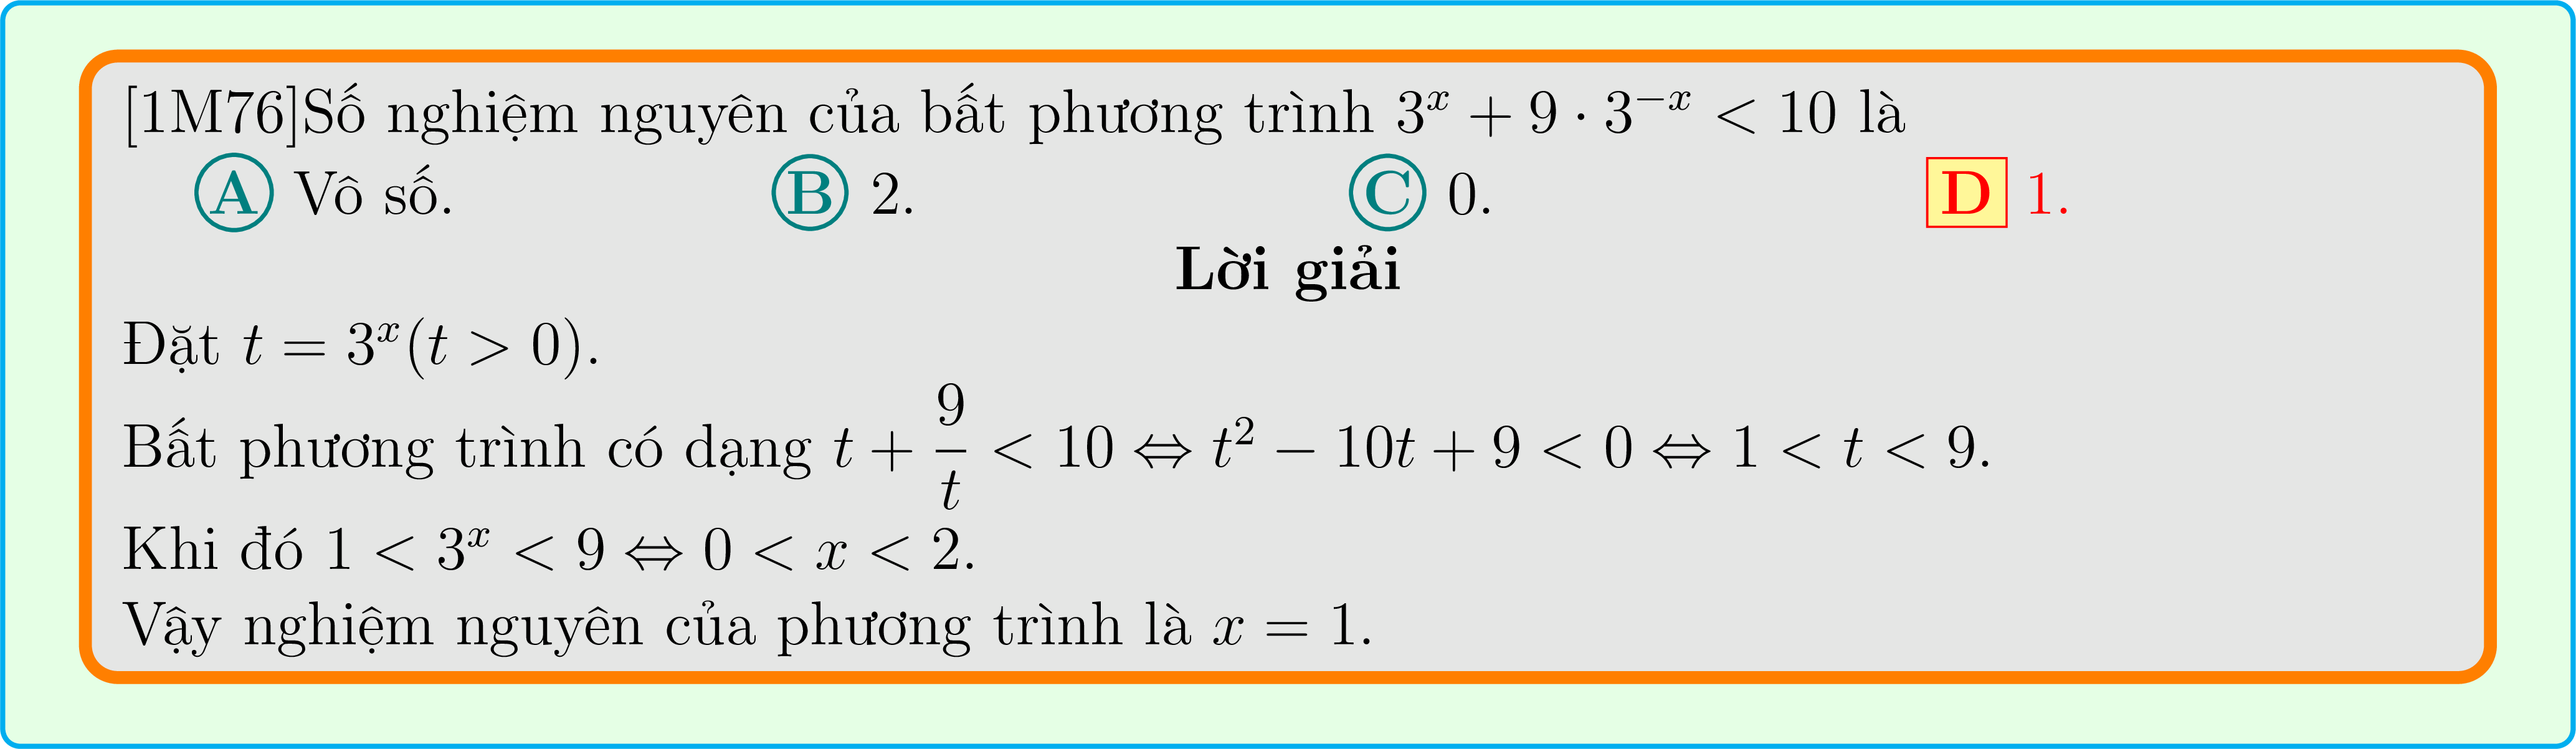 [1M76]Số nghiệm nguyên của bất phương trình $3^x + 9 \cdot 3^{-x} < 10$ là
A Vô số. B 2. C 0. D 1.
Lời giải
Đặt $t = 3^x (t > 0)$.
Bất phương trình có dạng $t + \dfrac{9}{t} < 10 \Leftrightarrow t^2 - 10t + 9 < 0 \Leftrightarrow 1 < t < 9$.
Khi đó $1 < 3^x < 9 \Leftrightarrow 0 < x < 2$.
Vậy nghiệm nguyên của phương trình là $x = 1$.